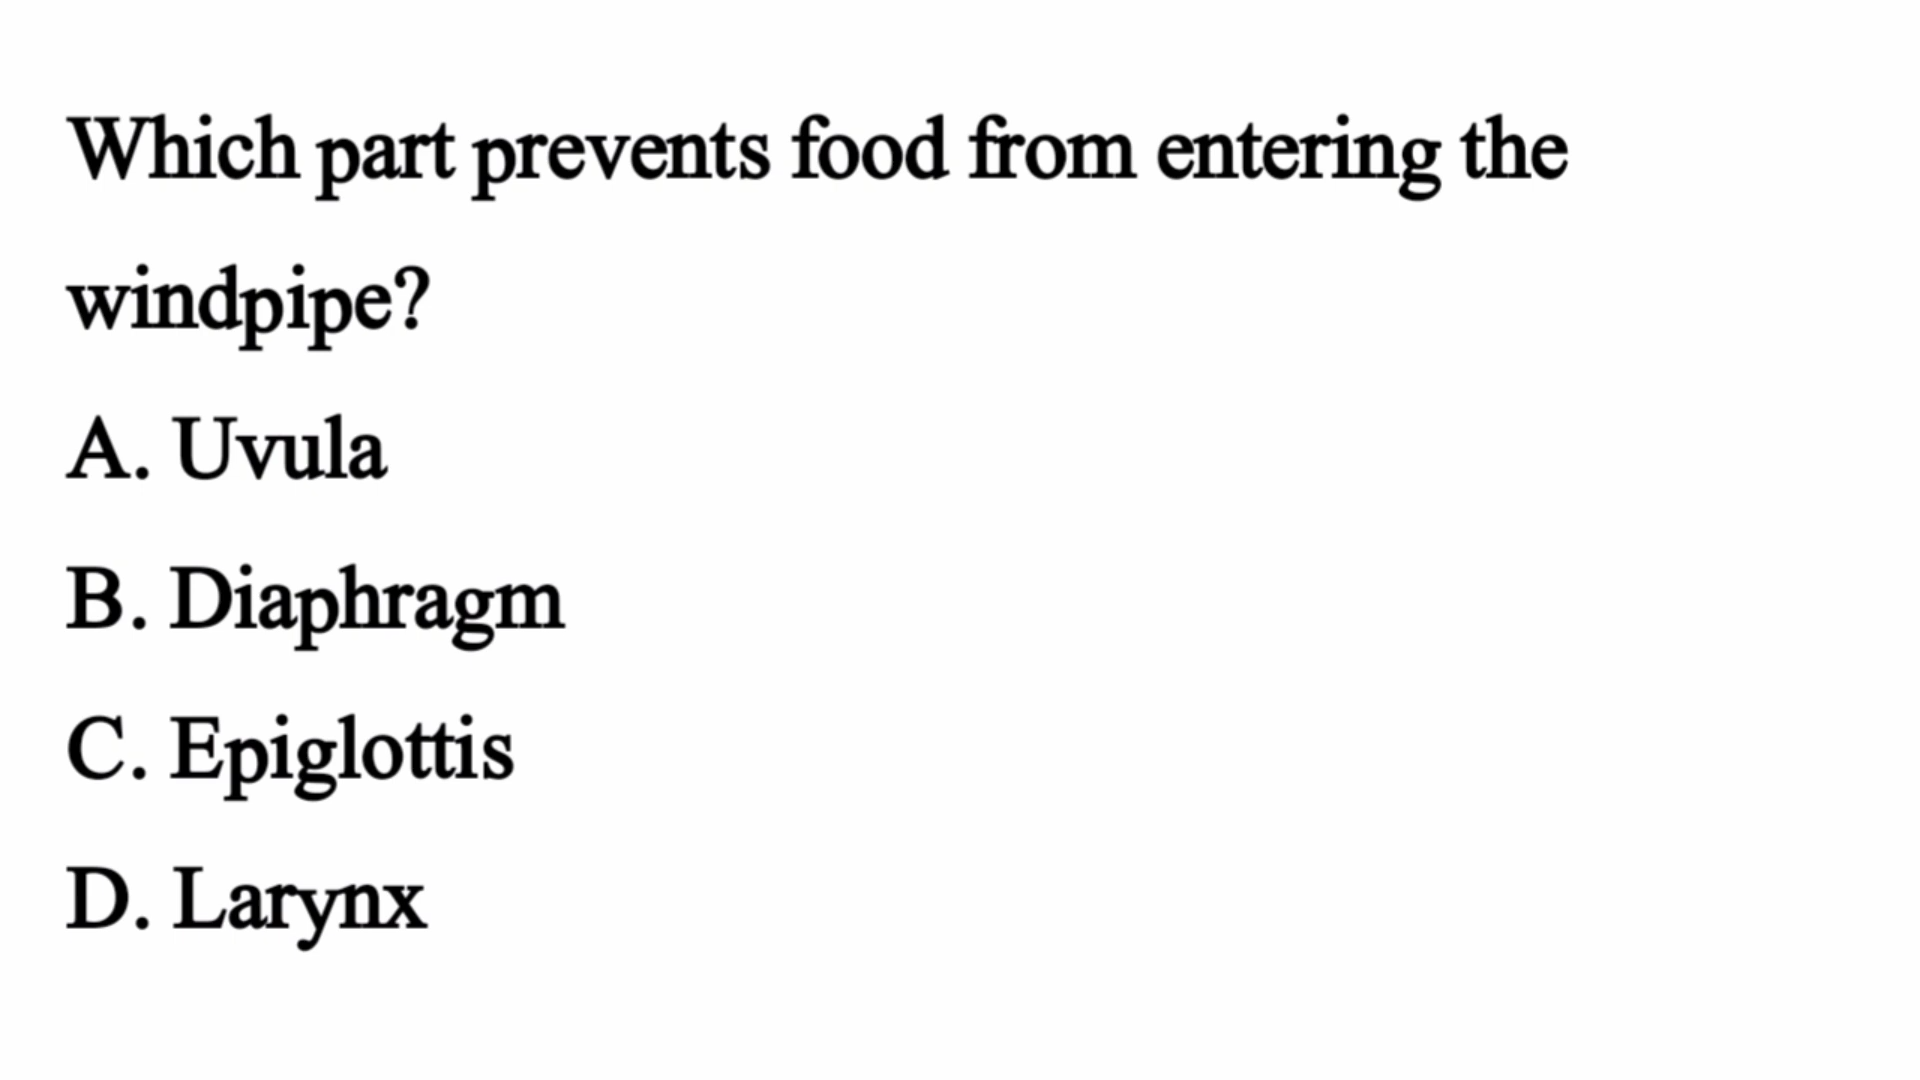 Which part prevents food from entering the
windpipe?
A. Uvula
B. Diaphragm
C. Epiglottis
D. Larynx